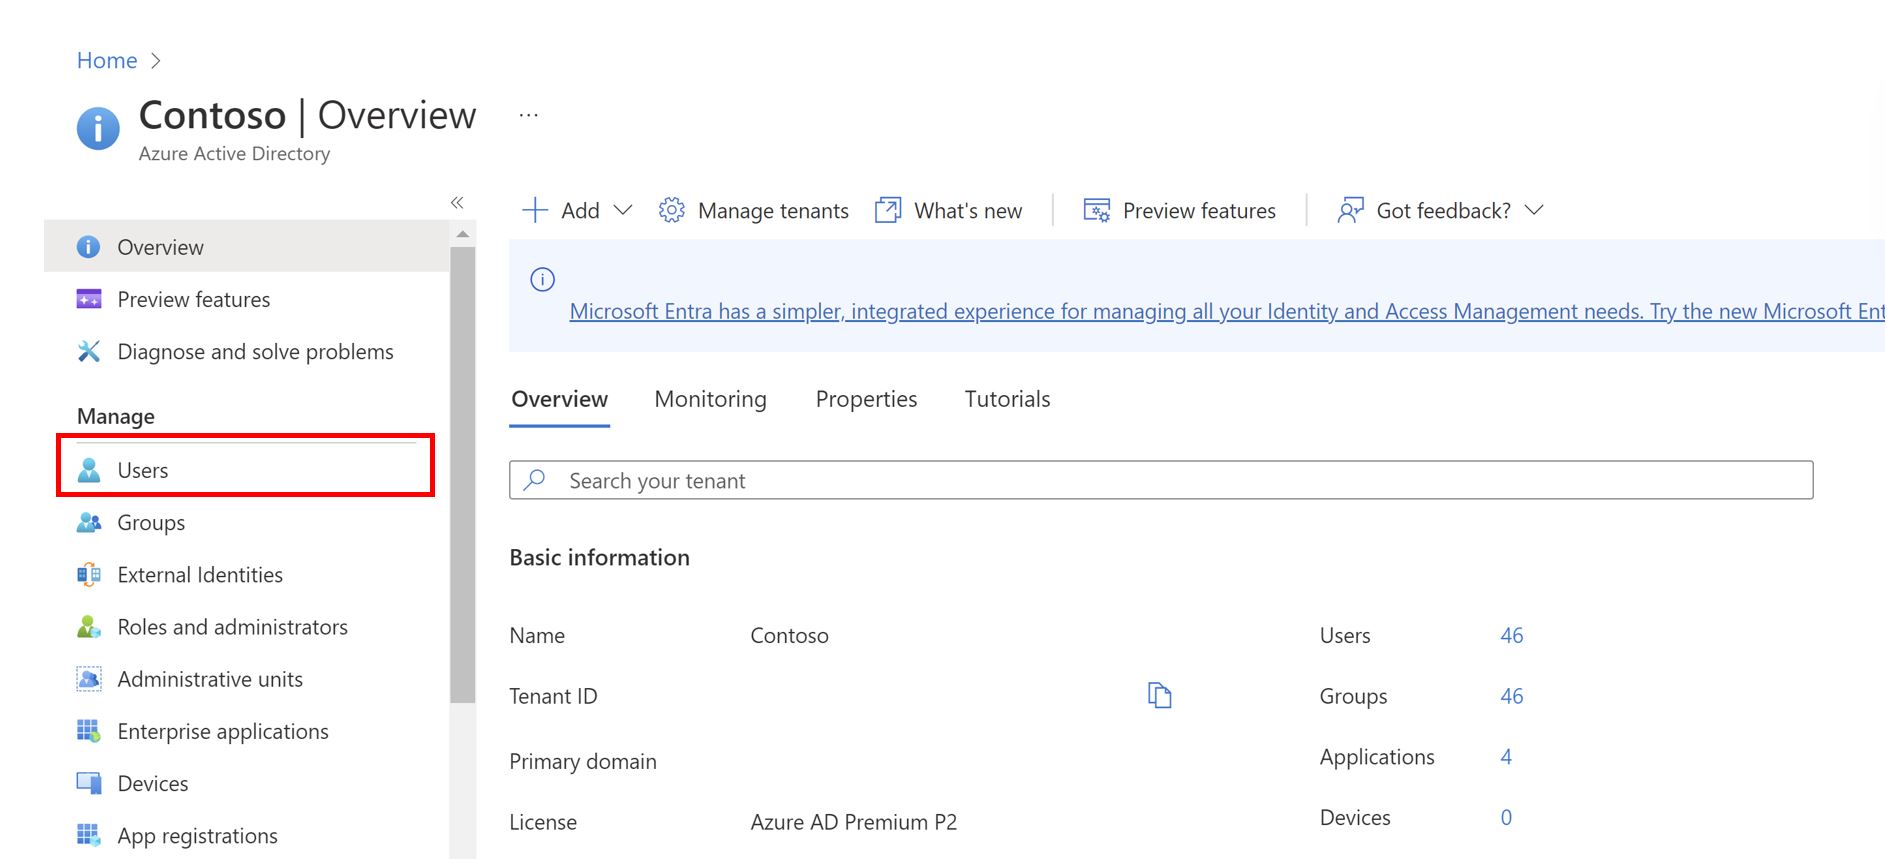 Home >
Contoso | Overview ...
Azure Active Directory
«
Add
Manage tenants
What's new
Preview features
Got feedback?
Overview
Preview features
Diagnose and solve problems
Manage
Users
Groups
External Identities
Roles and administrators
Administrative units
Enterprise applications
Devices
App registrations
Microsoft Entra has a simpler, integrated experience for managing all your Identity and Access Management needs. Try the new Microsoft Ent
Overview Monitoring Properties Tutorials
Search your tenant
Basic information
Name Contoso Users 46
Tenant ID Groups 46
Primary domain Applications 4
License Azure AD Premium P2 Devices 0